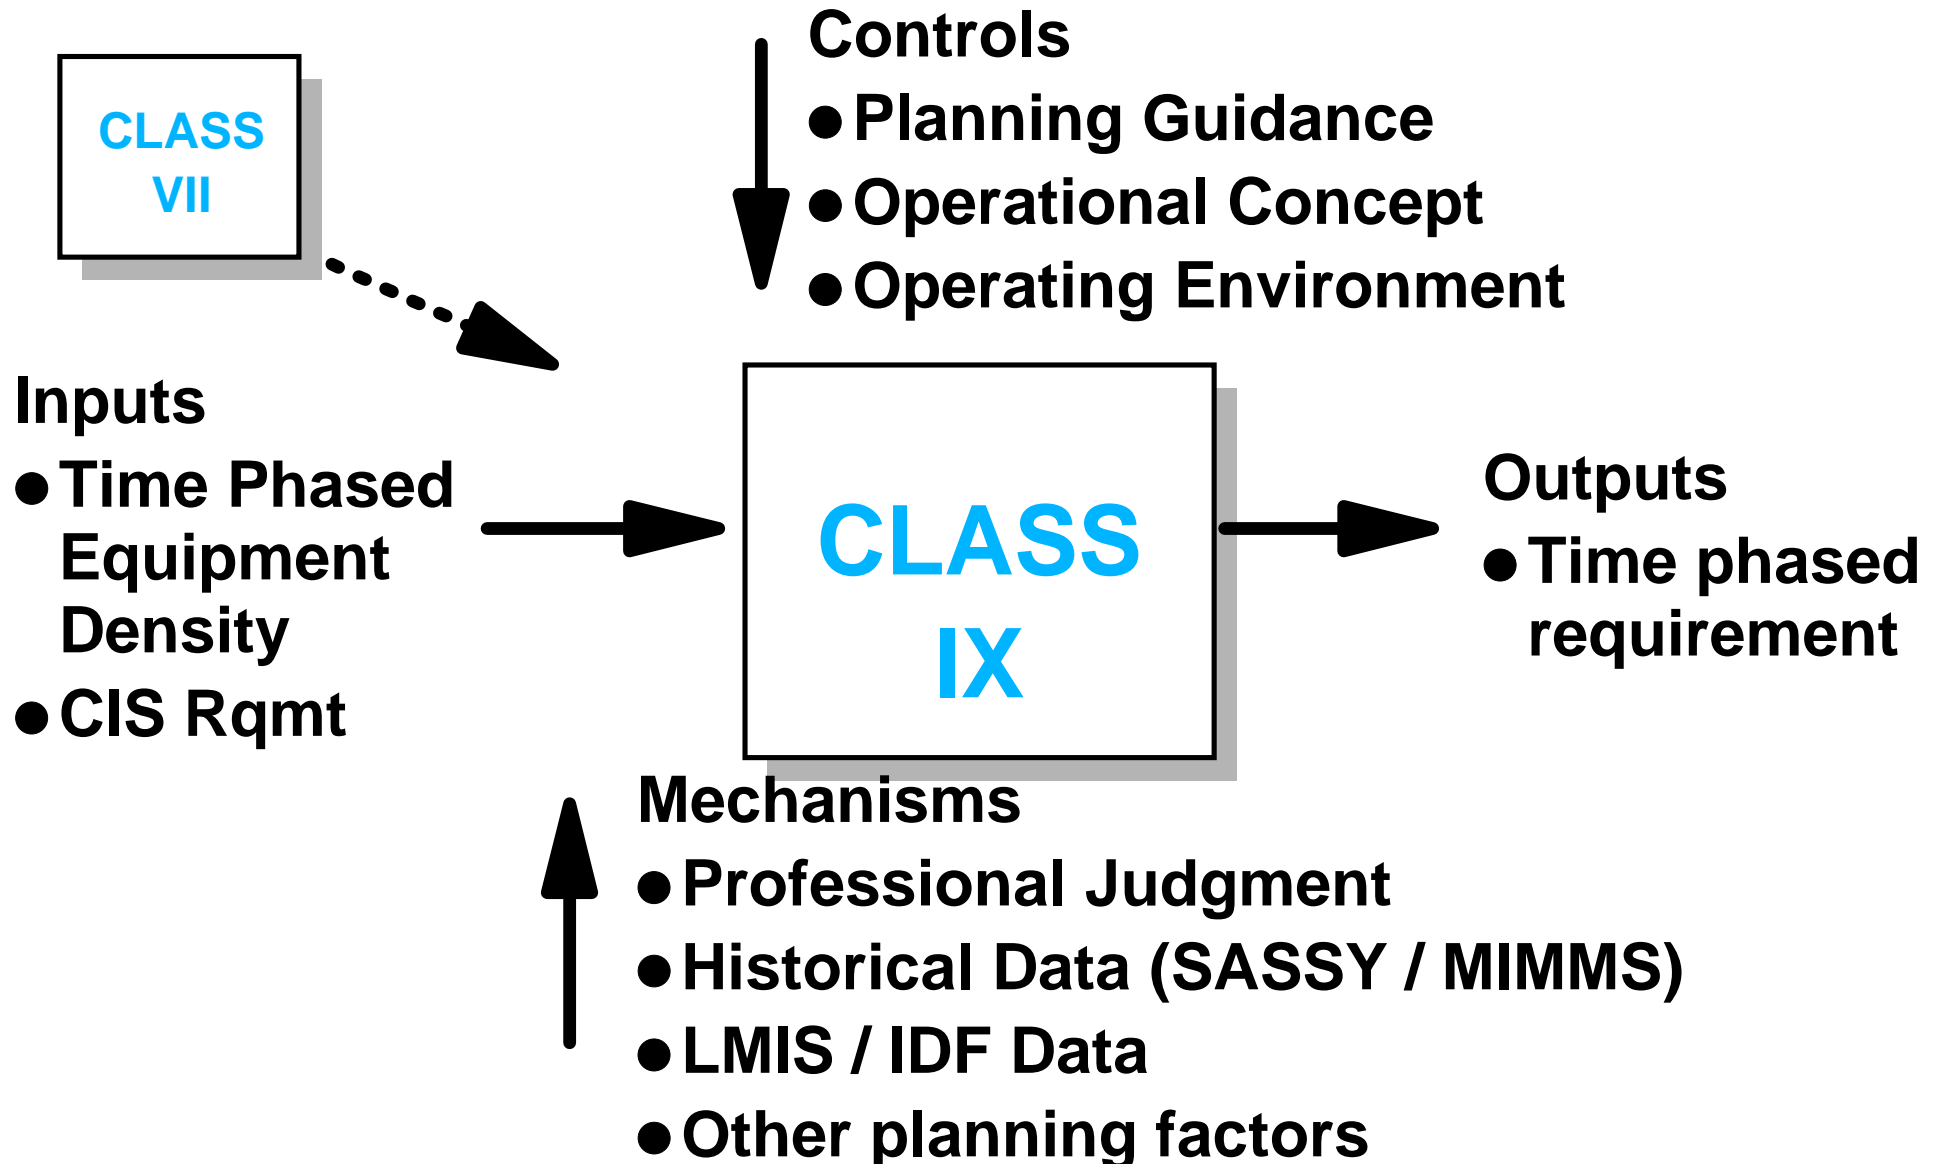 CLASS
VII
Controls
● Planning Guidance
● Operational Concept
● Operating Environment
Inputs
● Time Phased
Equipment
Density
● CIS Rqmt
CLASS
IX
Outputs
● Time phased
requirement
Mechanisms
● Professional Judgment
● Historical Data (SASSY / MIMMS)
● LMIS / IDF Data
● Other planning factors